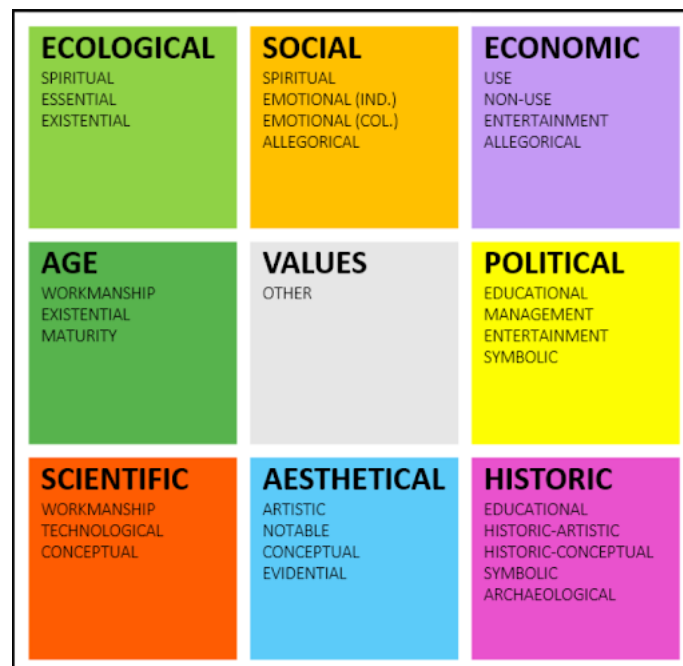 ECOLOGICAL
SPIRITUAL
ESSENTIAL
EXISTENTIAL
SOCIAL
SPIRITUAL
EMOTIONAL (IND.)
EMOTIONAL (COL.)
ALLEGORICAL
ECONOMIC
USE
NON-USE
ENTERTAINMENT
ALLEGORICAL
AGE
WORKMANSHIP
EXISTENTIAL
MATURITY
VALUES
OTHER
POLITICAL
EDUCATIONAL
MANAGEMENT
ENTERTAINMENT
SYMBOLIC
SCIENTIFIC
WORKMANSHIP
TECHNOLOGICAL
CONCEPTUAL
AESTHETICAL
ARTISTIC
NOTABLE
CONCEPTUAL
EVIDENTIAL
HISTORIC
EDUCATIONAL
HISTORIC-ARTISTIC
HISTORIC-CONCEPTUAL
SYMBOLIC
ARCHAEOLOGICAL